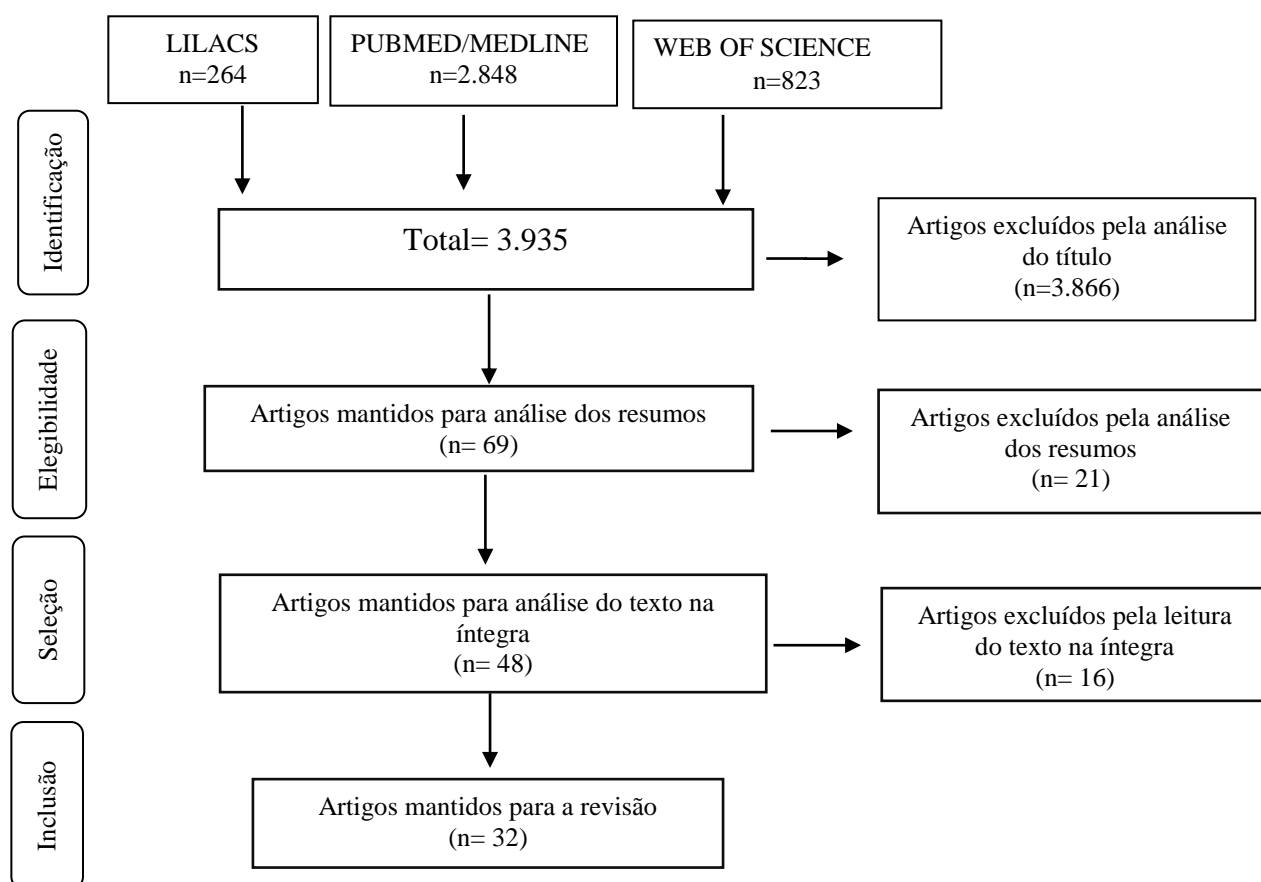 LILACS
n=264
PUBMED/MEDLINE
n=2.848
WEB OF SCIENCE
n=823
Identificação
Total= 3.935
Artigos excluídos pela análise
do título
(n=3.866)
Elegibilidade
Artigos mantidos para análise dos resumos
(n= 69)
Artigos excluídos pela análise
dos resumos
(n= 21)
Seleção
Artigos mantidos para análise do texto na
íntegra
(n= 48)
Artigos excluídos pela leitura
do texto na íntegra
(n= 16)
Inclusão
Artigos mantidos para a revisão
(n= 32)